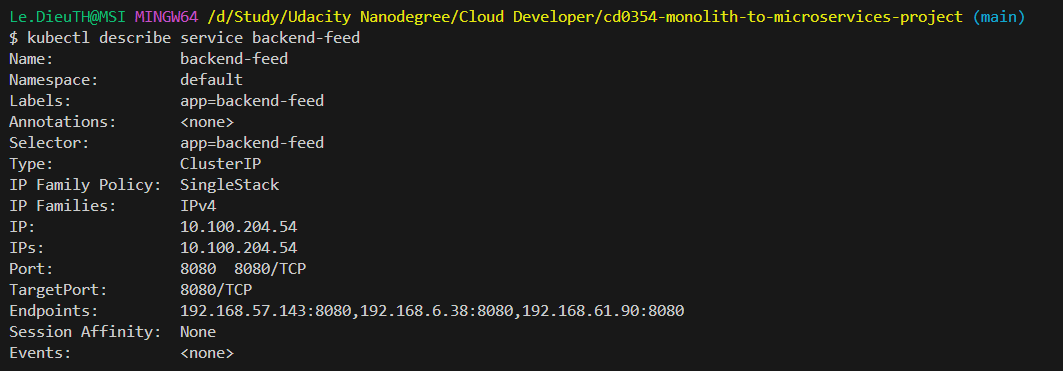 Le.DieuTH@MSI MINGW64 /d/Study/Udacity Nanodegree/Cloud Developer/cd0354-monolith-to-microservices-project (main)
$ kubectl describe service backend-feed
Name:              backend-feed
Namespace:         default
Labels:            app=backend-feed
Annotations:       <none>
Selector:          app=backend-feed
Type:              ClusterIP
IP Family Policy:  SingleStack
IP Families:       IPv4
IP:                10.100.204.54
IPs:               10.100.204.54
Port:              8080  8080/TCP
TargetPort:        8080/TCP
Endpoints:         192.168.57.143:8080,192.168.6.38:8080,192.168.61.90:8080
Session Affinity:  None
Events:            <none>